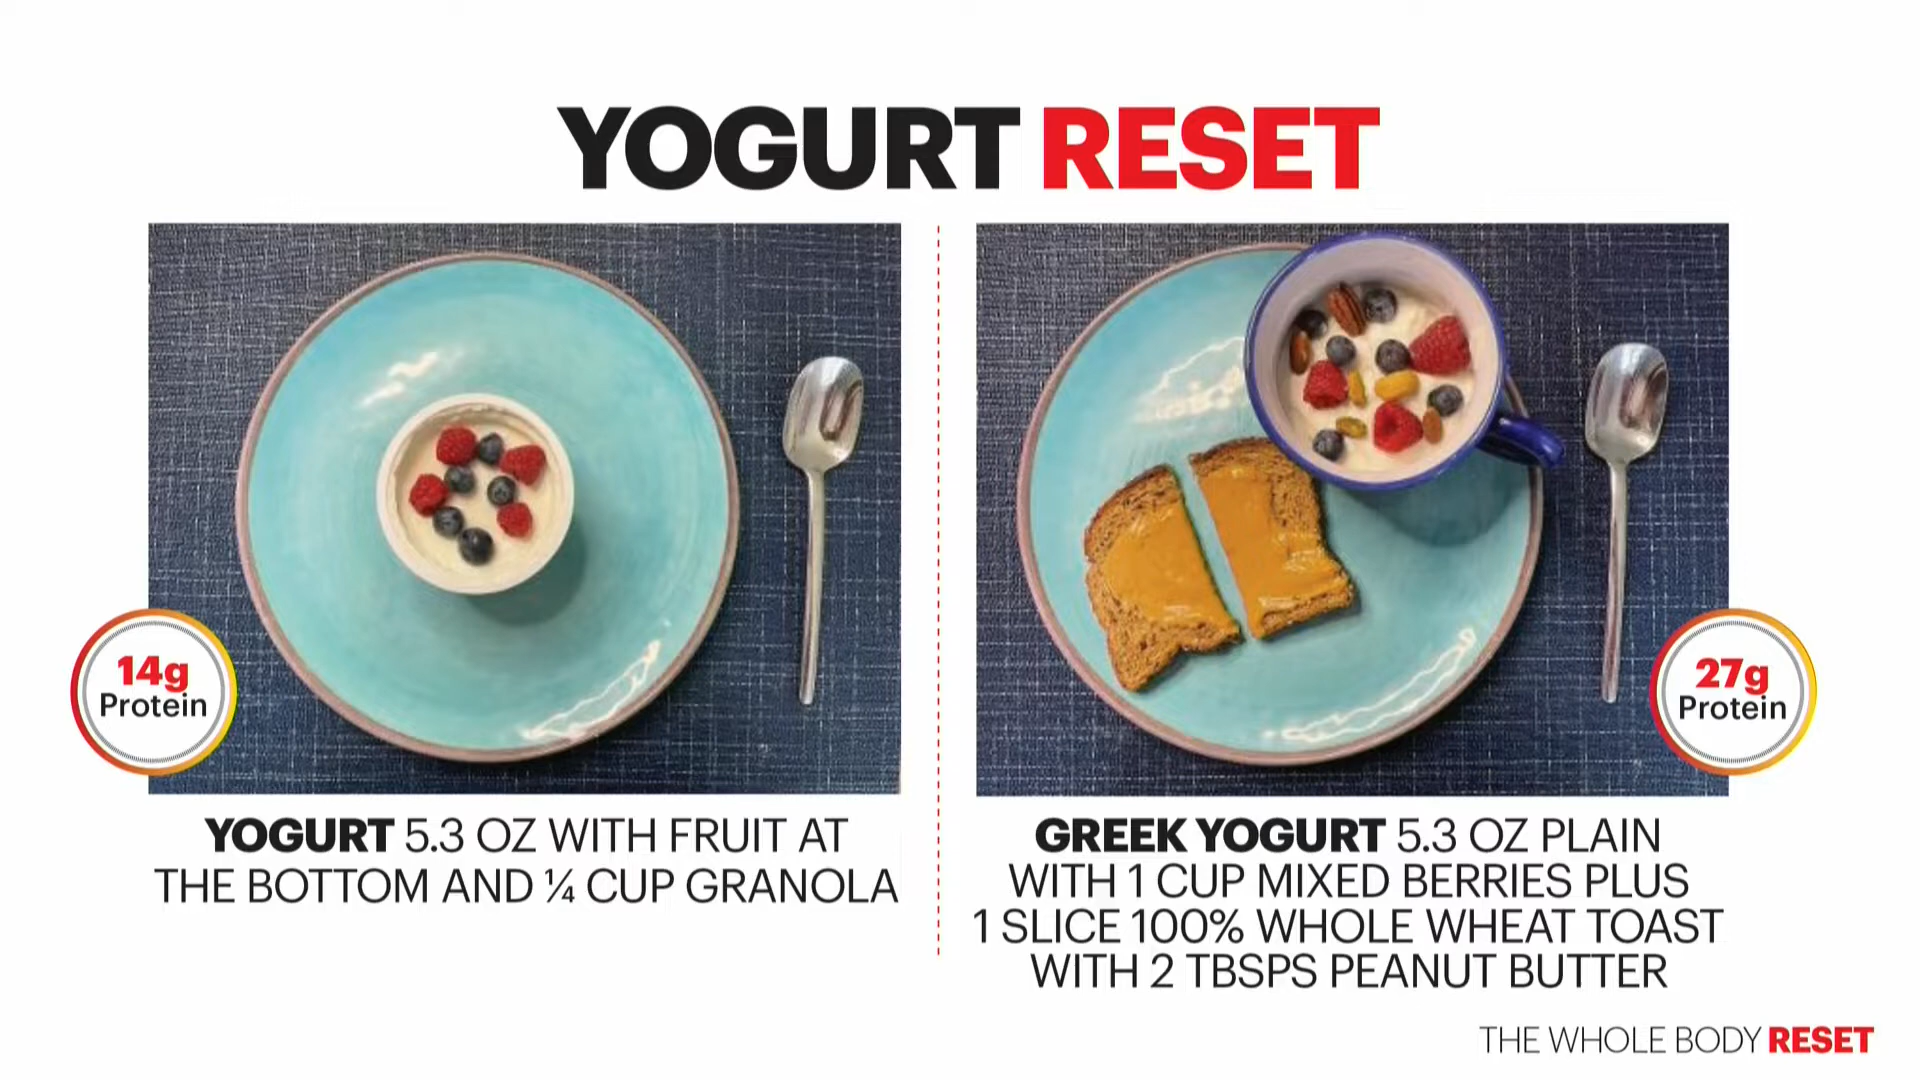 YOGURT RESET
14g
Protein
YOGURT 5.3 OZ WITH FRUIT AT
THE BOTTOM AND ¼ CUP GRANOLA
27g
Protein
GREEK YOGURT 5.3 OZ PLAIN
WITH 1 CUP MIXED BERRIES PLUS
1 SLICE 100% WHOLE WHEAT TOAST
WITH 2 TBSPS PEANUT BUTTER
THE WHOLE BODY RESET